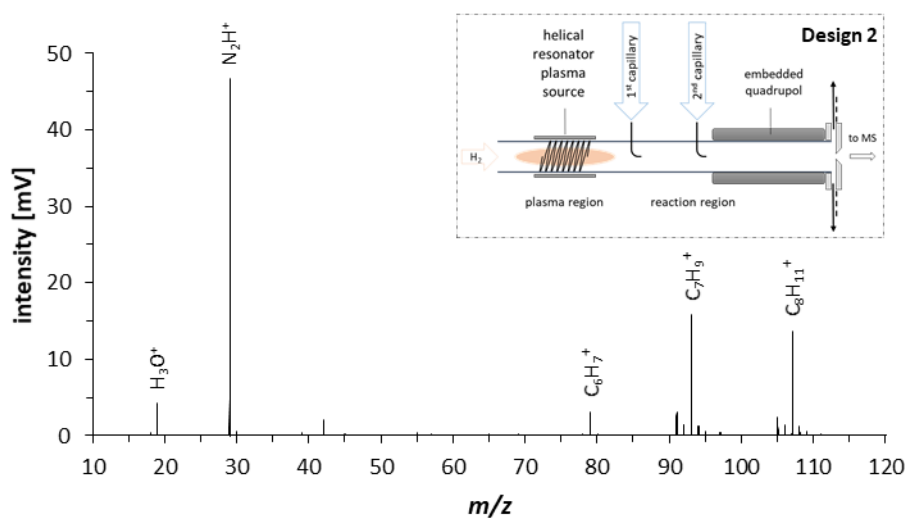 intensity [mV]
50
40
30
20
10
0
10 20 30 40 50 60 70 80 90 100 110 120
m/z
H₃O⁺
N₂H⁺
C₆H₇⁺
C₇H₉⁺
C₈H₁₁⁺
Design 2
helical
resonator
plasma
source
1st capillary
2nd capillary
embedded
quadrupol
to MS
H₂
plasma region
reaction region